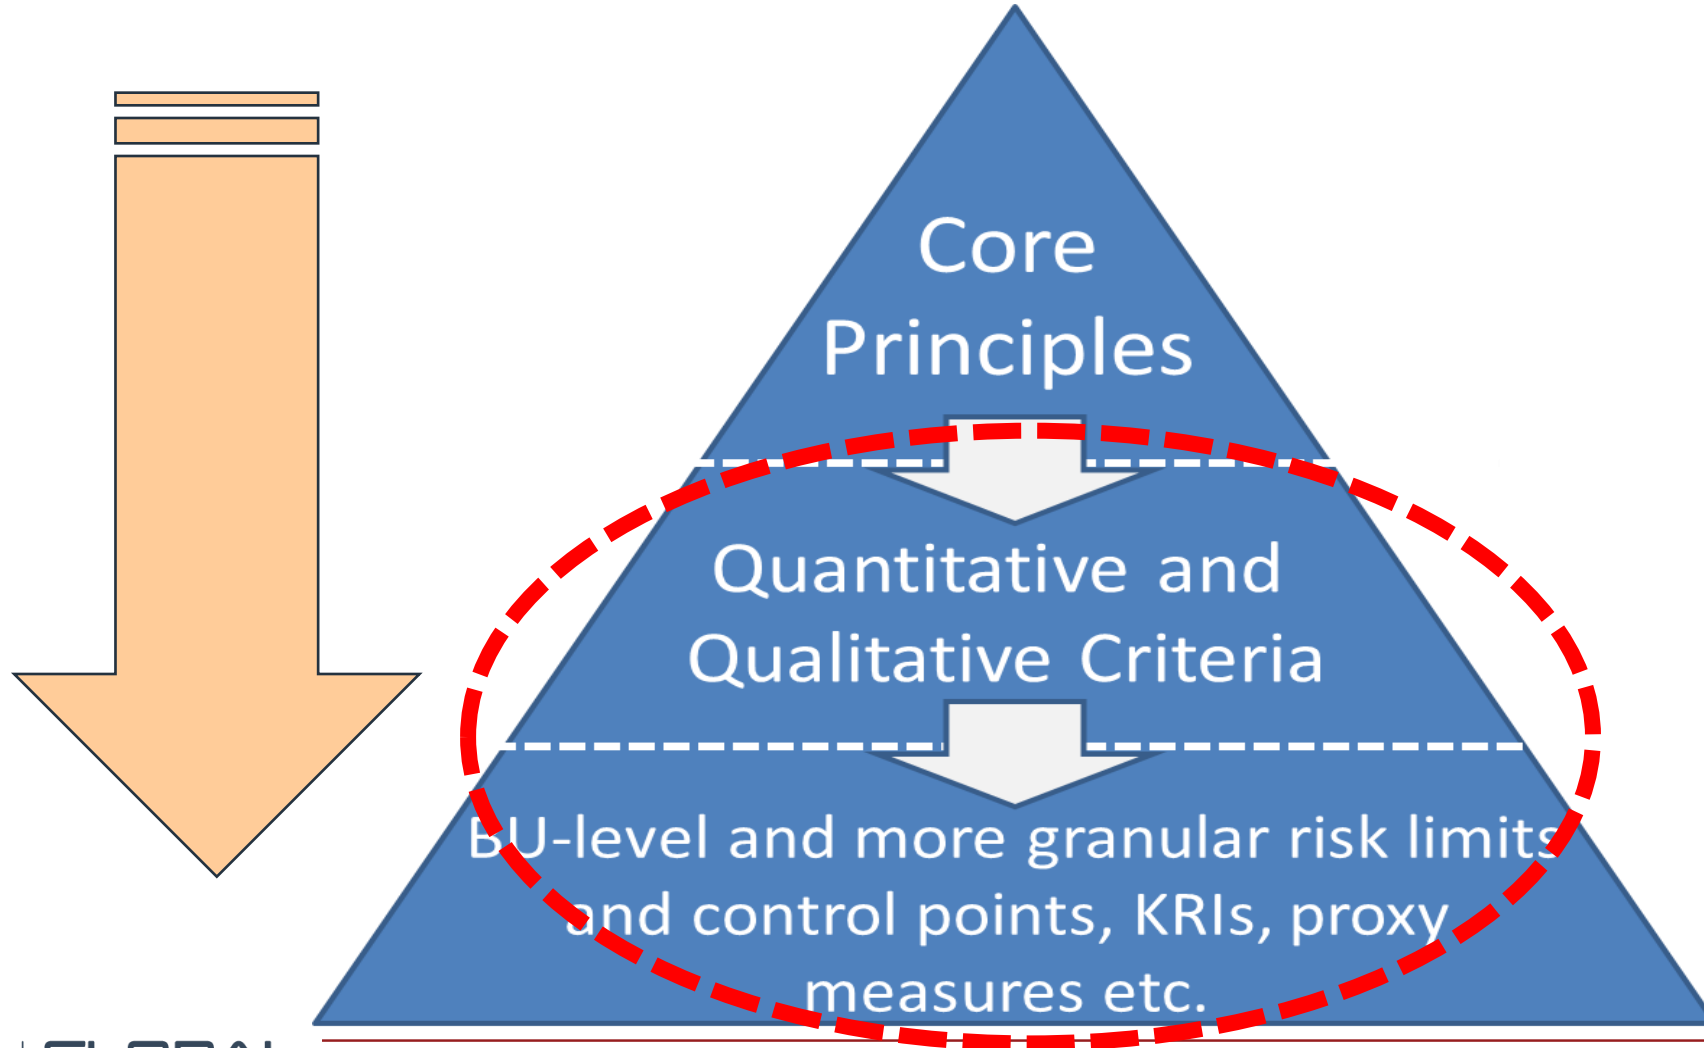 Core
Principles
Quantitative and
Qualitative Criteria
BU-level and more granular risk limits
and control points, KRIs, proxy
measures etc.